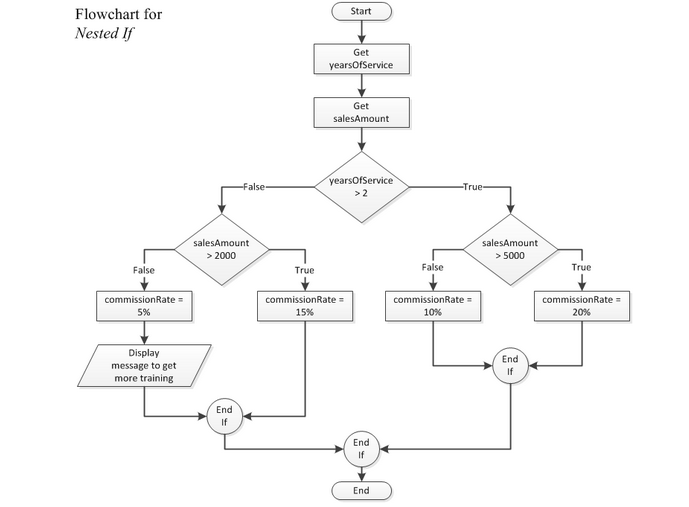 Flowchart for
Nested If
Start
Get
yearsOfService
Get
salesAmount
yearsOfService
> 2
False
True
salesAmount
> 2000
salesAmount
> 5000
False
True
False
True
commissionRate =
5%
commissionRate =
15%
commissionRate =
10%
commissionRate =
20%
Display
message to get
more training
End
If
End
If
End
If
End